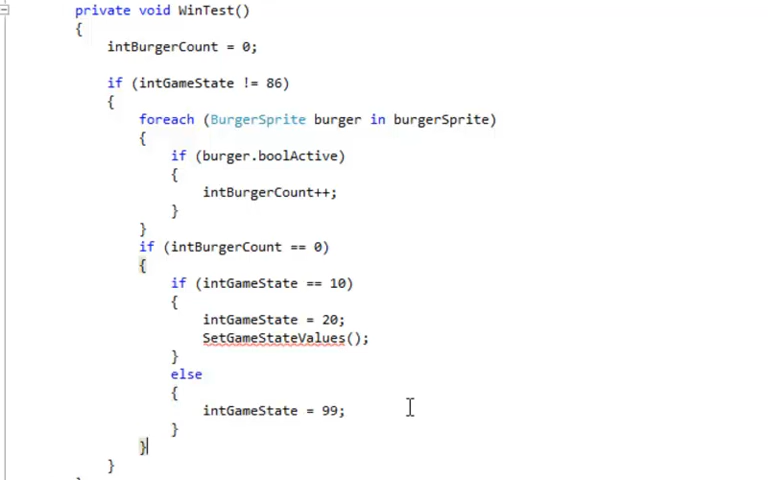 private void WinTest()
{
intBurgerCount = 0;
if (intGameState != 86)
{
foreach (BurgerSprite burger in burgerSprite)
{
if (burger.boolActive)
{
intBurgerCount++;
}
}
if (intBurgerCount == 0)
{
if (intGameState == 10)
{
intGameState = 20;
SetGameStateValues();
}
else
{
intGameState = 99;
}
}
}